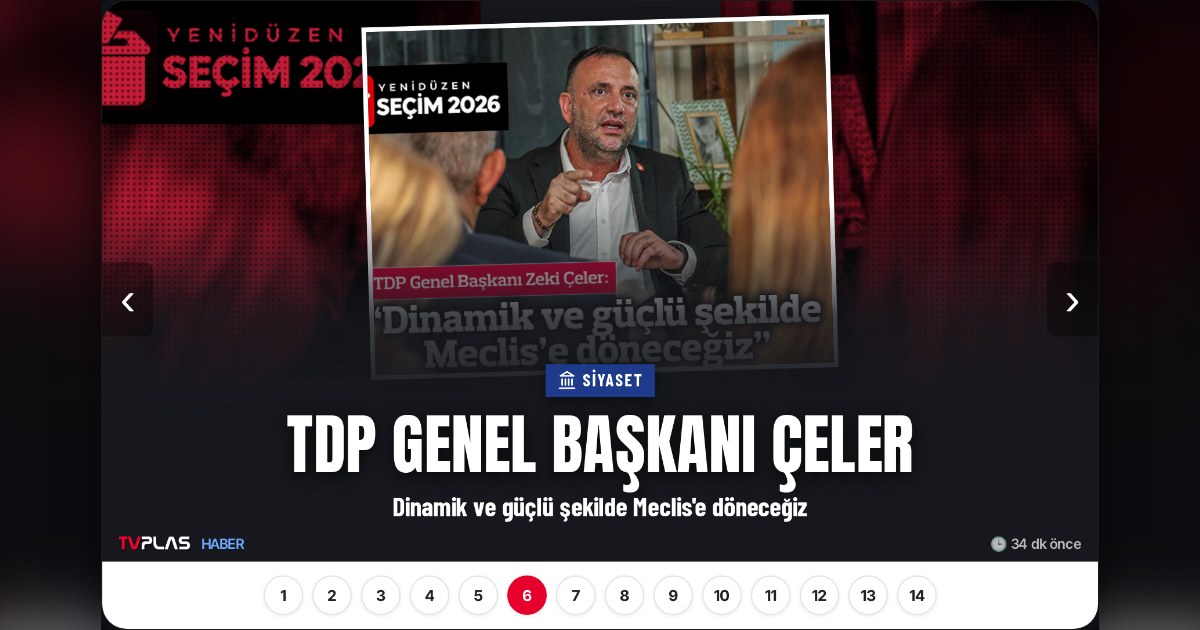 YENİDÜZEN
SEÇİM 202
YENİDÜZEN
SEÇİM 2026
TDP Genel Başkanı Zeki Çeler:
“Dinamik ve güçlü şekilde
Meclis’e döneceğiz”
SİYASET
TDP GENEL BAŞKANI ÇELER
Dinamik ve güçlü şekilde Meclis'e döneceğiz
TVPLAS HABER
34 dk önce
‹ ›
1 2 3 4 5 6 7 8 9 10 11 12 13 14